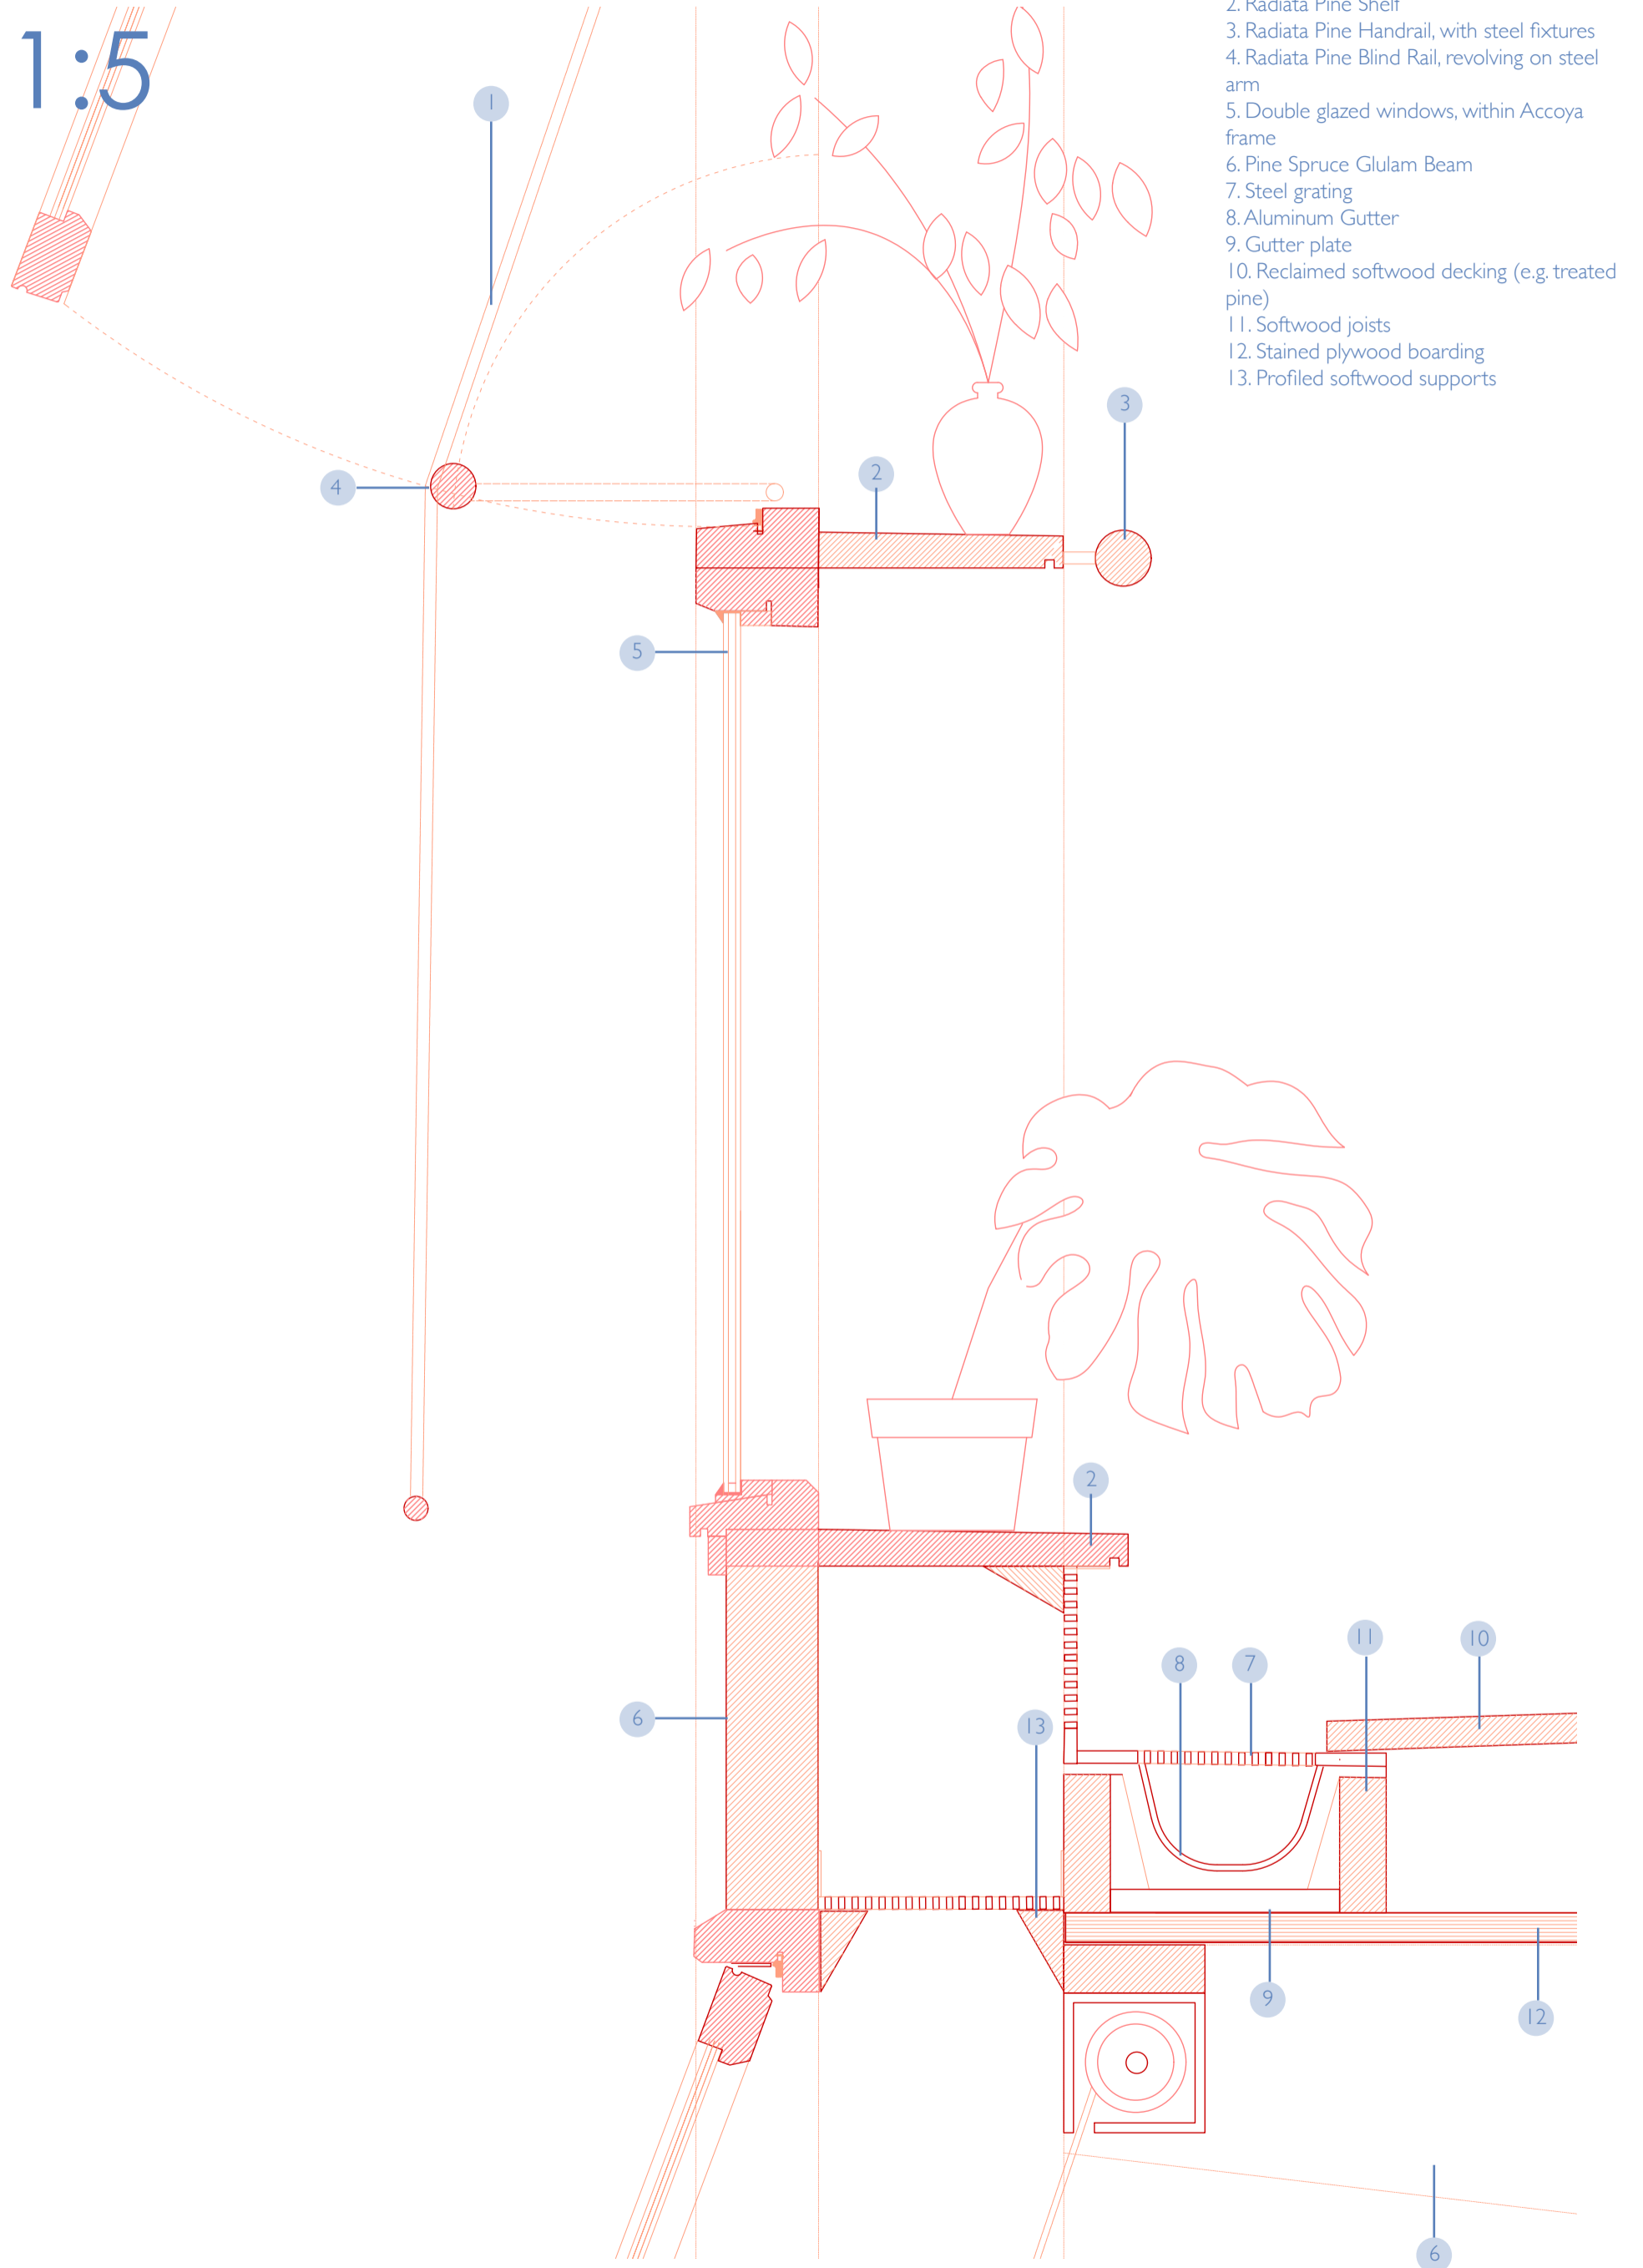 2. Radiata Pine Shelf
1:5
3. Radiata Pine Handrail, with steel fixtures
4. Radiata Pine Blind Rail, revolving on steel
arm
5. Double glazed windows, within Accoya
frame
6. Pine Spruce Glulam Beam
7. Steel grating
8. Aluminum Gutter
9. Gutter plate
10. Reclaimed softwood decking (e.g. treated
pine)
11. Softwood joists
12. Stained plywood boarding
13. Profiled softwood supports
1
3
2
4
5
2
11
10
8
7
6
13
9
12
6